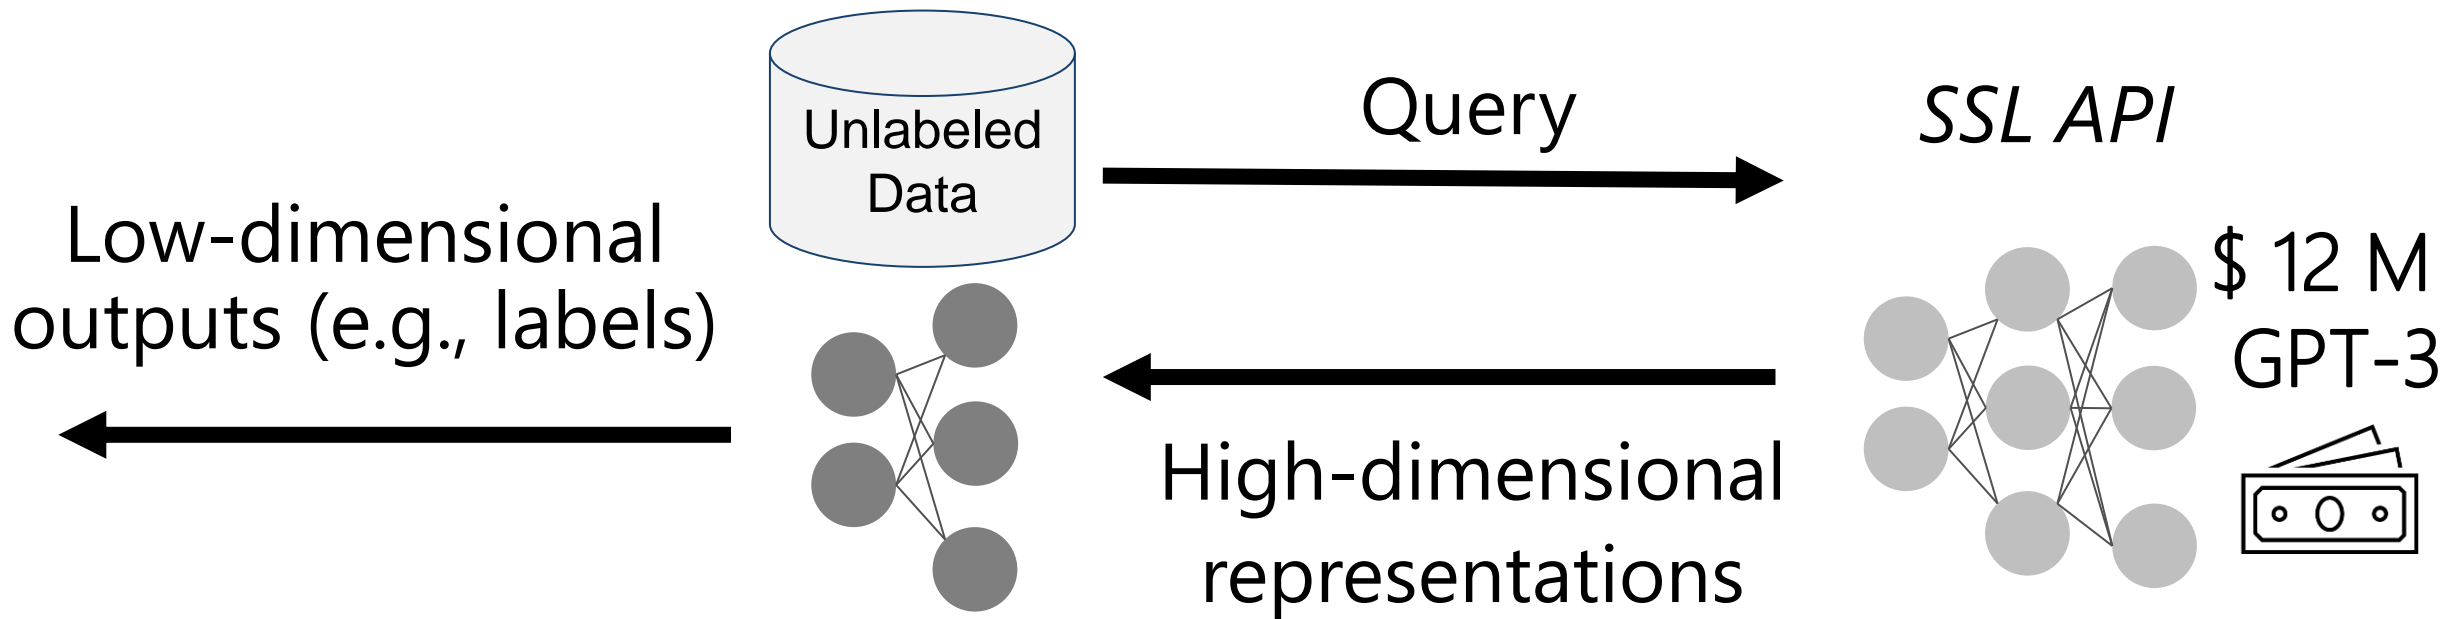 Low-dimensional
outputs (e.g., labels)
Unlabeled
Data
Query
High-dimensional
representations
SSL API
$ 12 M
GPT-3